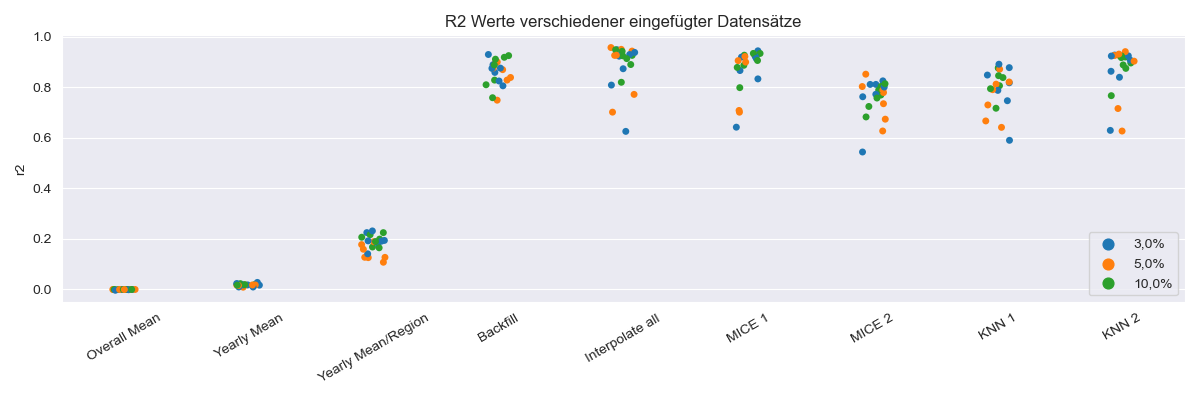 R2 Werte verschiedener eingefügter Datensätze
1.0
0.8
0.6
0.4
0.2
0.0
r2
3,0%
5,0%
10,0%
Overall Mean
Yearly Mean
Yearly Mean/Region
Backfill
Interpolate all
MICE 1
MICE 2
KNN 1
KNN 2